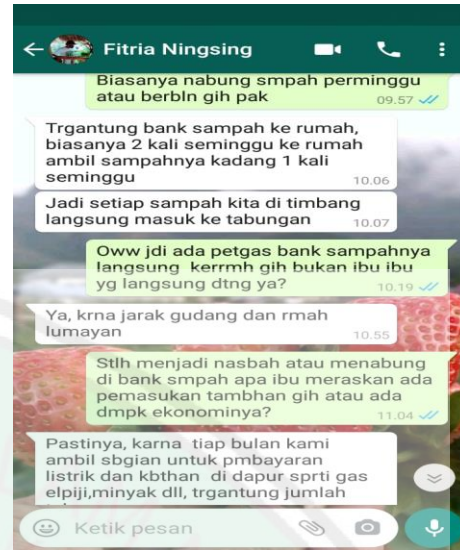 Fitria Ningsing
Biasanya nabung smpah perminggu
atau berbln gih pak
09.57
Trgantung bank sampah ke rumah,
biasanya 2 kali seminggu ke rumah
ambil sampahnya kadang 1 kali
seminggu
10.06
Jadi setiap sampah kita di timbang
langsung masuk ke tabungan
10.07
Oww jdi ada petgas bank sampahnya
langsung kerrmh gih bukan ibu ibu
yg langsung dtng ya?
10.19
Ya, krna jarak gudang dan rmah
lumayan
10.55
Stlh menjadi nasbah atau menabung
di bank smpah apa ibu meraskan ada
pemasukan tambhan gih atau ada
dmpk ekonominya?
11.04
Pastinya, karna tiap bulan kami
ambil sbgian untuk pmbayaran
listrik dan kbthan di dapur sprti gas
elpiji,minyak dll, trgantung jumlah
Ketik pesan